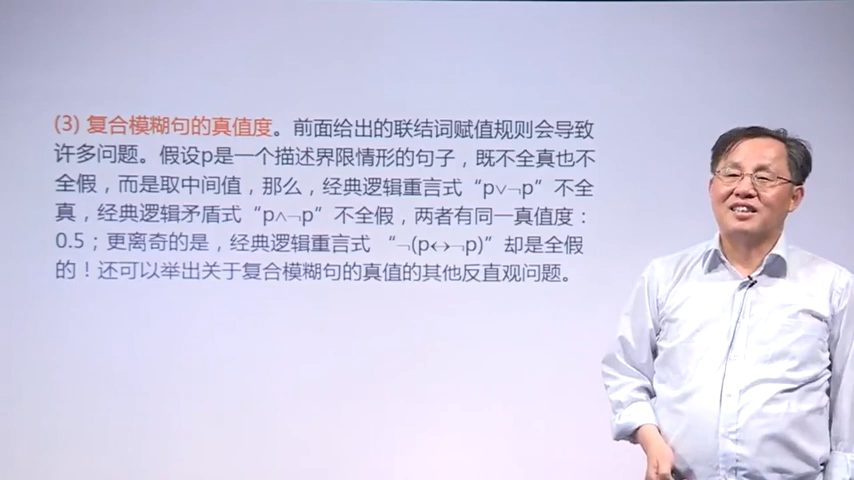 (3) 复合模糊句的真值度。前面给出的联结词赋值规则会导致
许多问题。假设p是一个描述界限情形的句子，既不全真也不
全假，而是取中间值，那么，经典逻辑重言式“p∨¬p”不全
真，经典逻辑矛盾式“p∧¬p”不全假，两者有同一真值度：
0.5；更离奇的是，经典逻辑重言式 “¬(p↔¬p)”却是全假
的！还可以举出关于复合模糊句的真值的其他反直观问题。